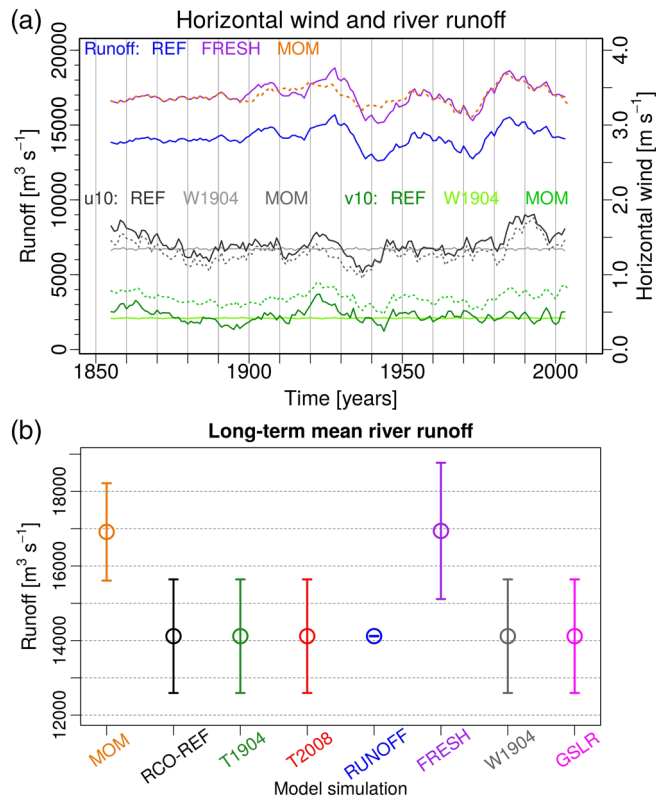 (a) Horizontal wind and river runoff
Runoff: REF FRESH MOM
u10: REF W1904 MOM v10: REF W1904 MOM
Runoff [m³ s⁻¹]
0 5000 10000 15000 20000
Horizontal wind [m s⁻¹]
0.0 1.0 2.0 3.0 4.0
1850 1900 1950 2000
Time [years]
(b) Long-term mean river runoff
Runoff [m³ s⁻¹]
12000 14000 16000 18000
MOM RCO-REF T1904 T2008 RUNOFF FRESH W1904 GSLR
Model simulation